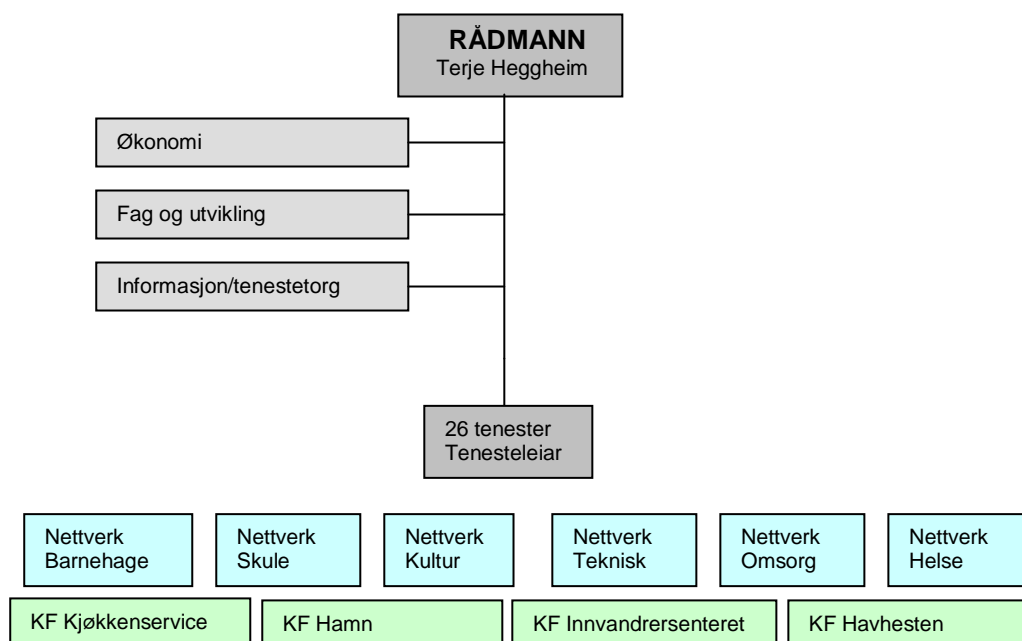 RÅDMANN
Terje Heggheim
Økonomi
Fag og utvikling
Informasjon/tenestetorg
26 tenester
Tenesteleiar
Nettverk
Barnehage
Nettverk
Skule
Nettverk
Kultur
Nettverk
Teknisk
Nettverk
Omsorg
Nettverk
Helse
KF Kjøkkenservice
KF Hamn
KF Innvandrersenteret
KF Havhesten